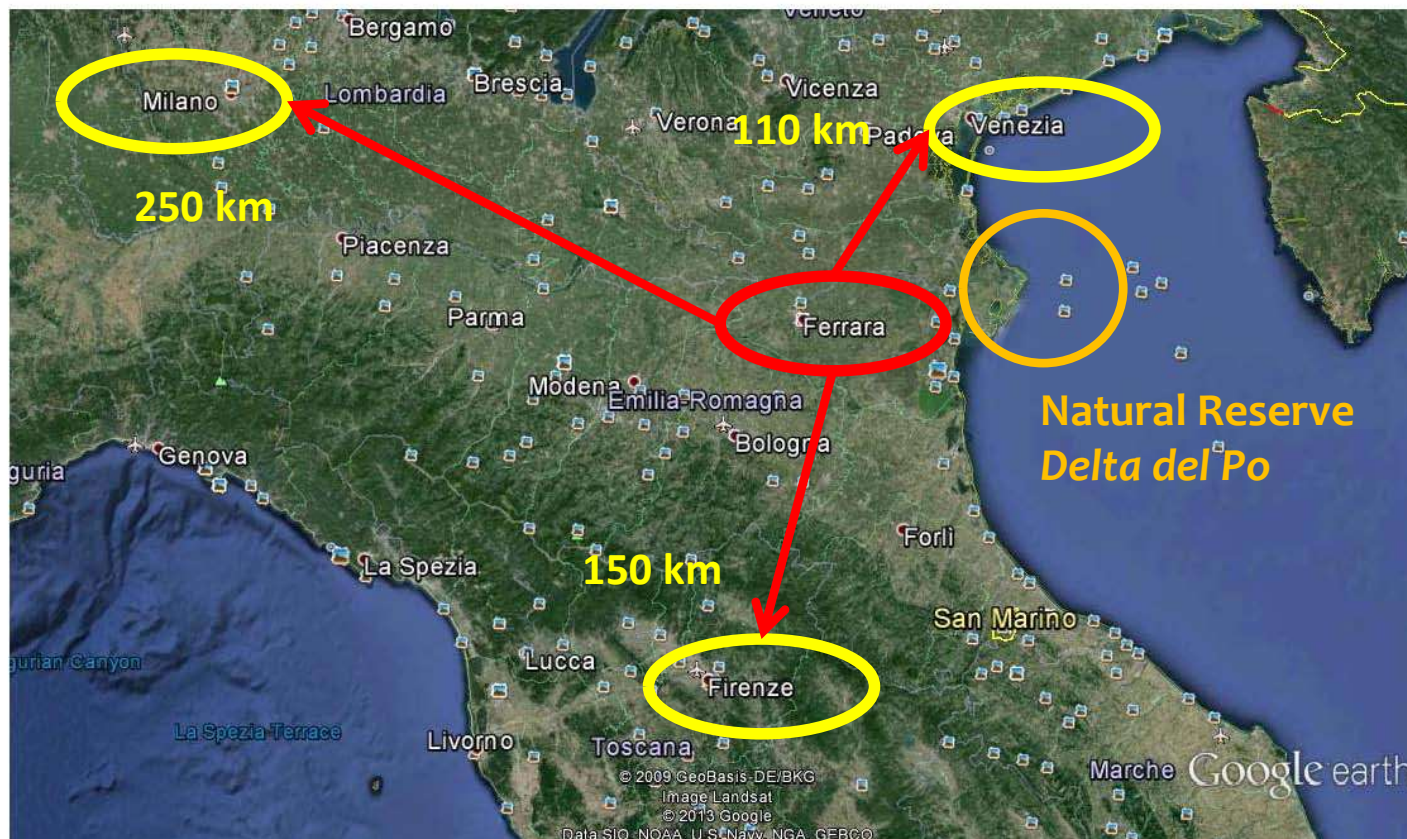 Veneto
Bergamo
Brescia
Vicenza
Milano
Lombardia
Verona
110 km
Padova
Venezia
250 km
Piacenza
Parma
Ferrara
Modena
Emilia-Romagna
Natural Reserve
Delta del Po
Bologna
Genova
guria
Forlì
150 km
La Spezia
San Marino
Lucca
gurian Canyon
Firenze
La Spezia Terrace
Livorno
Toscana
Marche
Google earth
© 2009 GeoBasis-DE/BKG
Image Landsat
© 2013 Google
Data SIO, NOAA, U.S. Navy, NGA, GEBCO